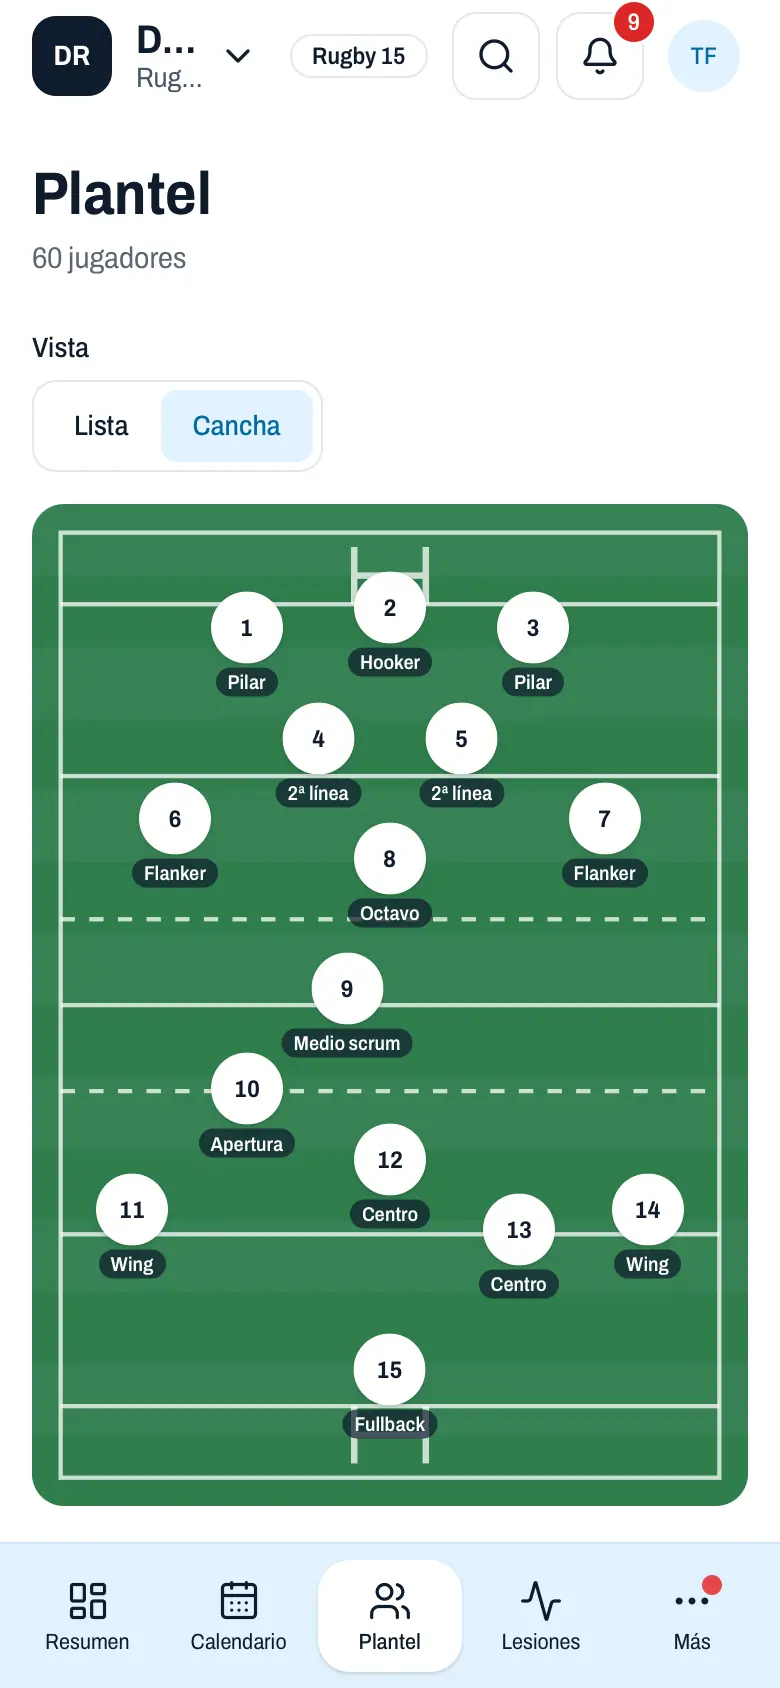 DR
D...
Rug...
Rugby 15
9
TF
Plantel
60 jugadores
Vista
Lista
Cancha
1
Pilar
2
Hooker
3
Pilar
4
2ª línea
5
2ª línea
6
Flanker
7
Flanker
8
Octavo
9
Medio scrum
10
Apertura
12
Centro
11
Wing
13
Centro
14
Wing
15
Fullback
Resumen
Calendario
Plantel
Lesiones
Más